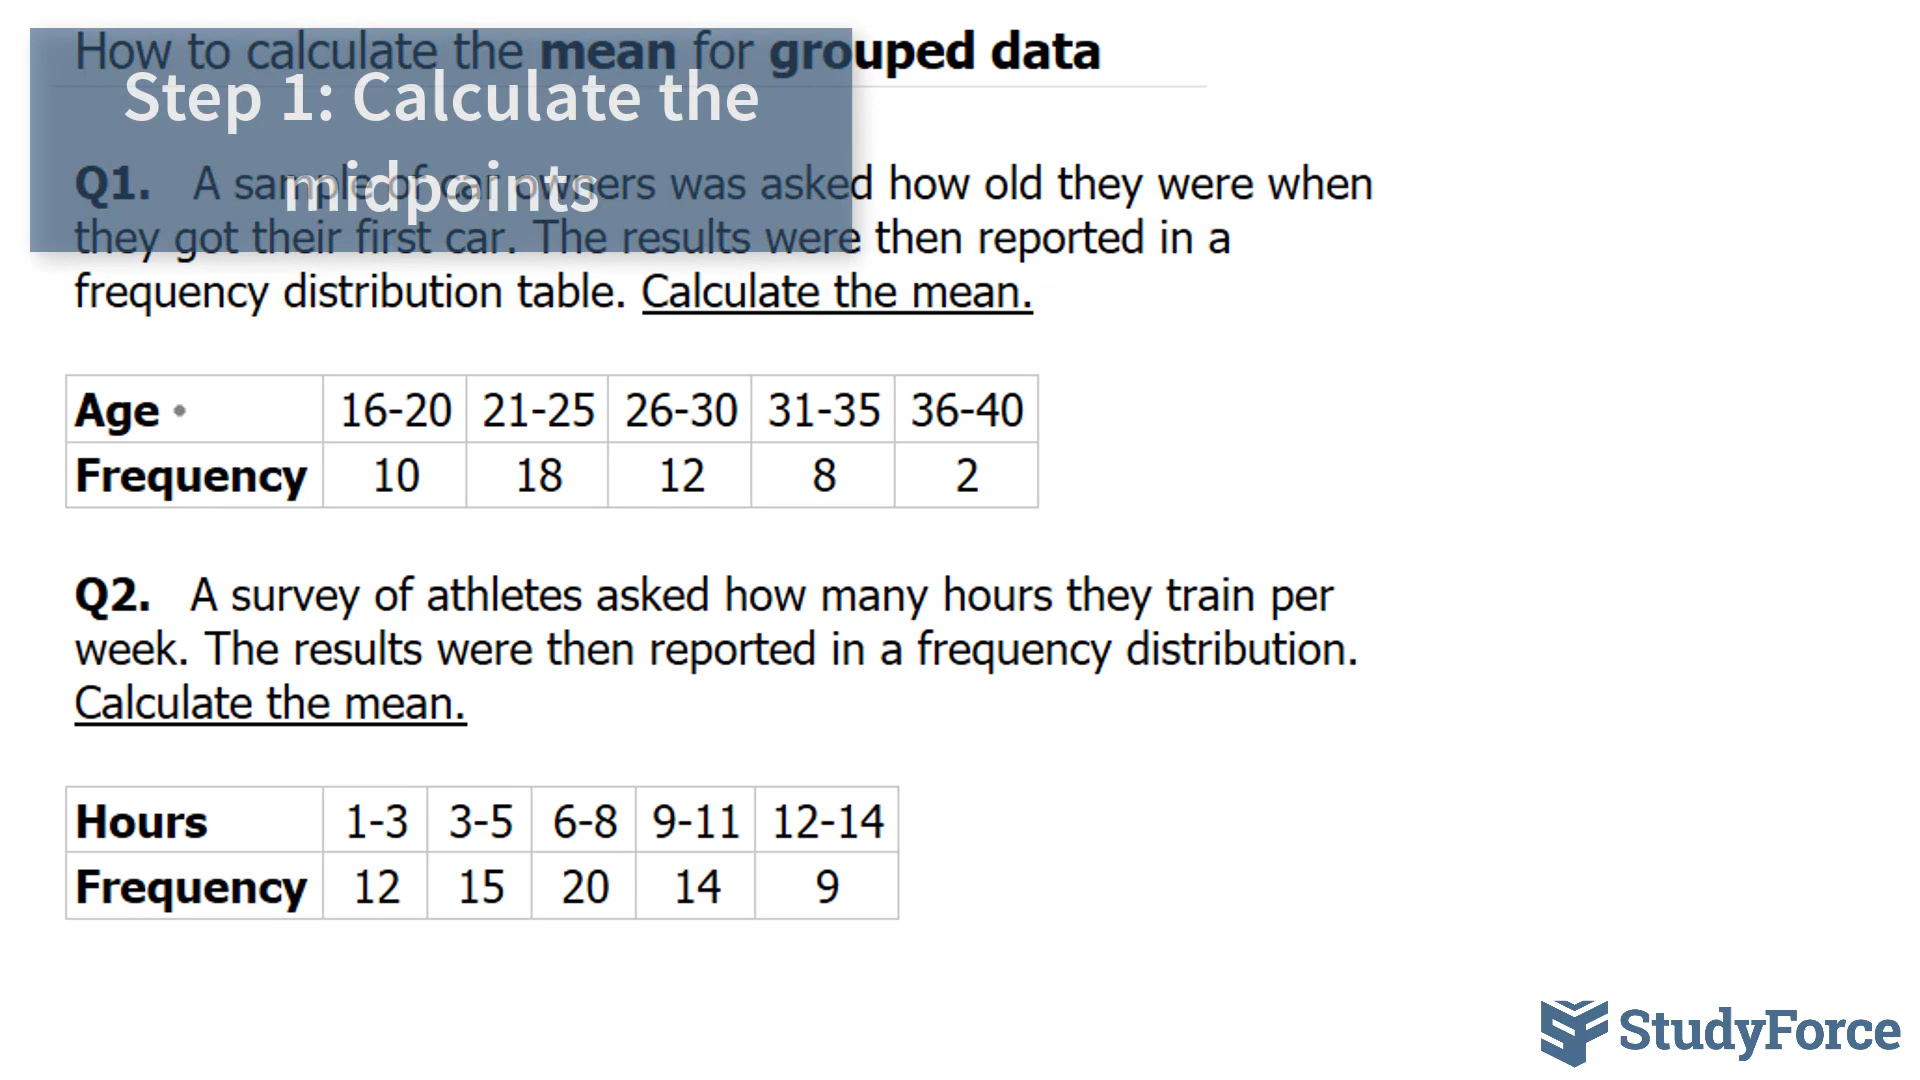 How to calculate the mean for grouped data
Step 1: Calculate the
midpoints
Q1. A sample of car owners was asked how old they were when
they got their first car. The results were then reported in a
frequency distribution table. Calculate the mean.
Age 16-20 21-25 26-30 31-35 36-40
Frequency 10 18 12 8 2
Q2. A survey of athletes asked how many hours they train per
week. The results were then reported in a frequency distribution.
Calculate the mean.
Hours 1-3 3-5 6-8 9-11 12-14
Frequency 12 15 20 14 9
StudyForce